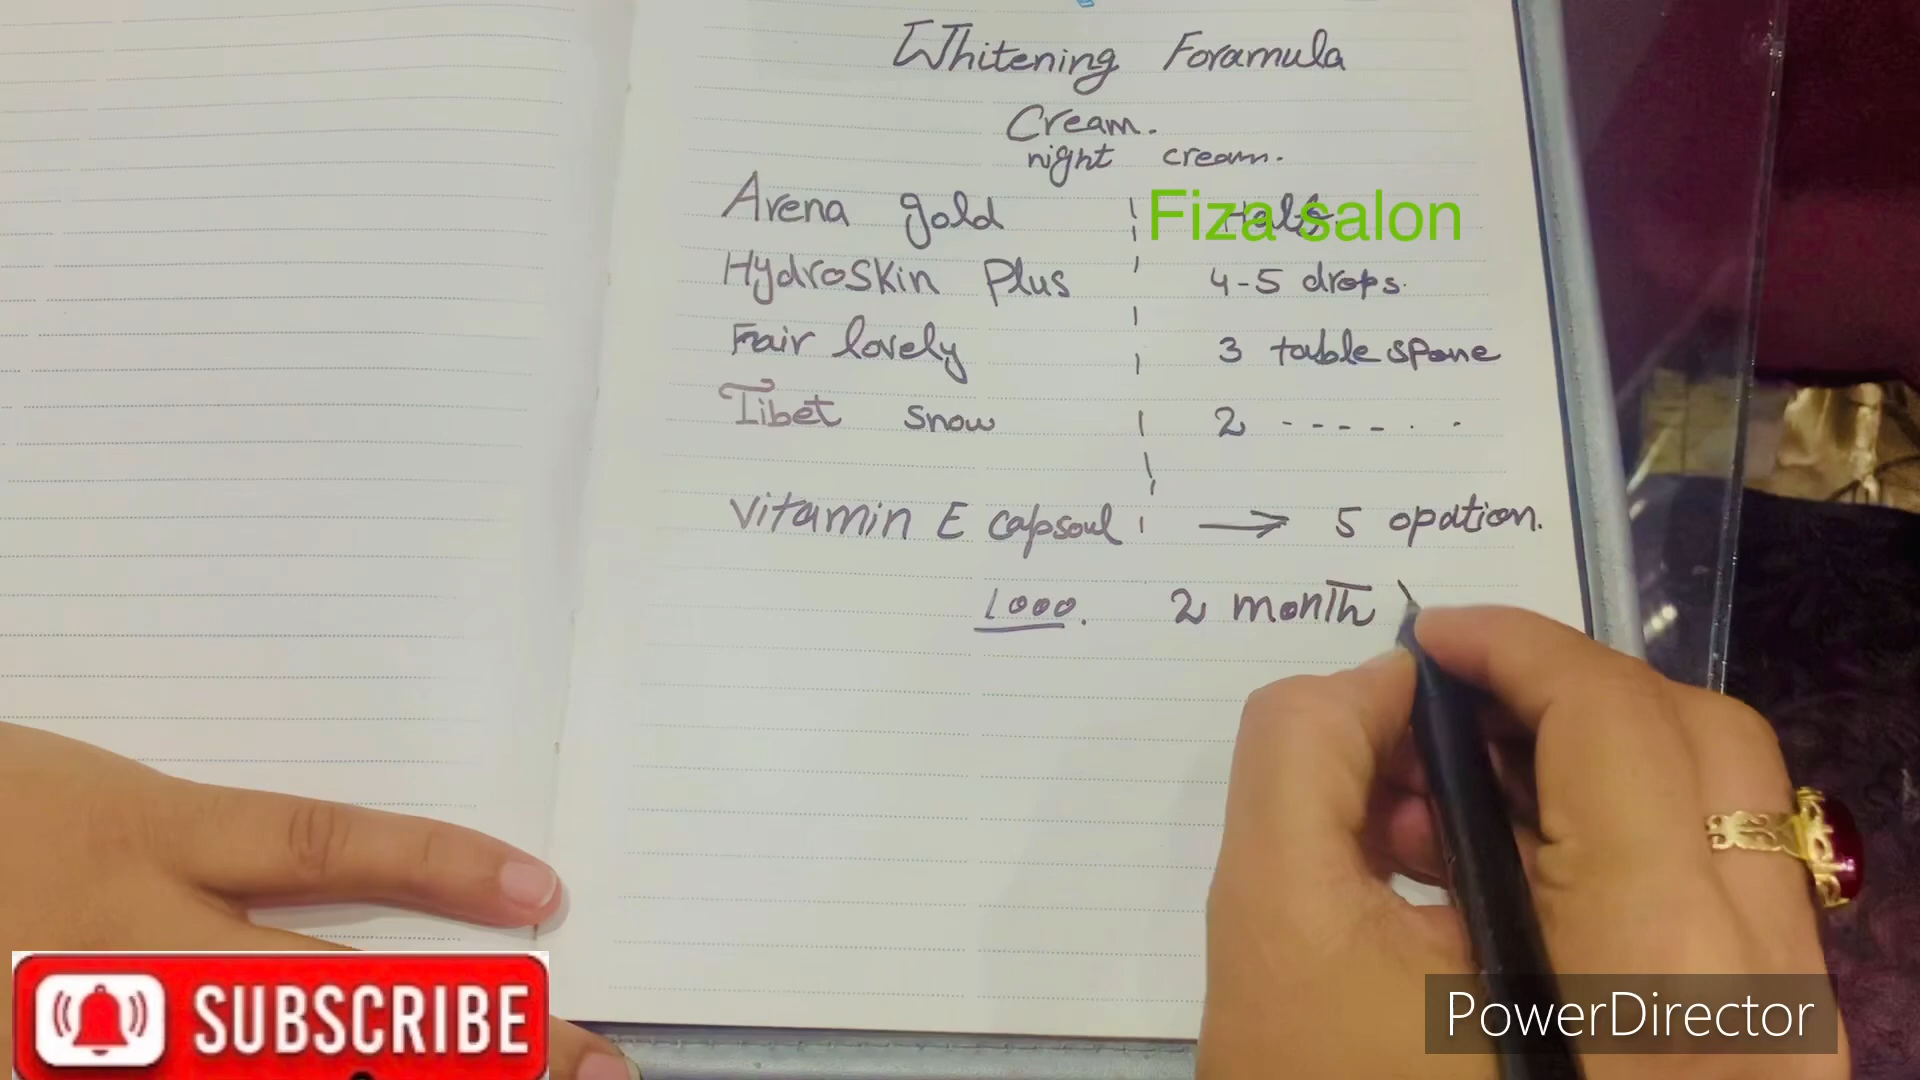 Whitening Foramula
Cream.
night cream.
Arena gold Half.
Fiza salon
HydroSkin Plus 4-5 drops.
Fair lovely 3 table spone
Tibet Snow 2 - - - - . .
Vitamin E capsoul → 5 opation.
1000. 2 month
SUBSCRIBE
PowerDirector